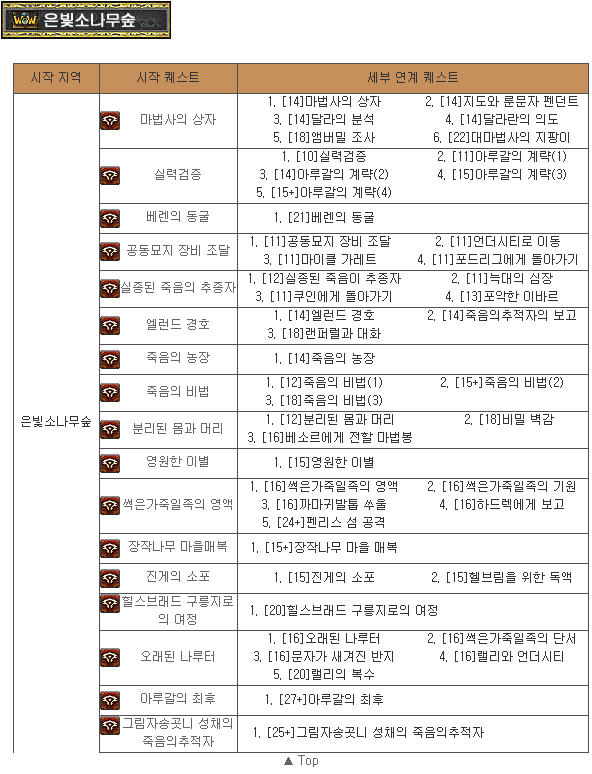 WoW 은빛소나무숲
시작 지역 시작 퀘스트 세부 연계 퀘스트
은빛소나무숲
마법사의 상자
1. [14]마법사의 상자 2. [14]지도와 룬문자 펜던트
3. [14]달라의 분석 4. [14]달라란의 의도
5. [18]앰버밀 조사 6. [22]대마법사의 지팡이
실력검증
1. [10]실력검증 2. [11]아루갈의 계략(1)
3. [14]아루갈의 계략(2) 4. [15]아루갈의 계략(3)
5. [15+]아루갈의 계략(4)
베렌의 동굴
1. [21]베렌의 동굴
공동묘지 장비 조달
1. [11]공동묘지 장비 조달 2. [11]언더시티로 이동
3. [11]마이클 가레트 4. [11]포드리그에게 돌아가기
실종된 죽음의 추종자
1. [12]실종된 죽음이 추종자 2. [11]늑대의 심장
3. [11]쿠인에게 돌아가기 4. [13]포악한 이바르
엘런드 경호
1. [14]엘런드 경호 2. [14]죽음의추적자의 보고
3. [18]랜퍼럴과 대화
죽음의 농장
1. [14]죽음의 농장
죽음의 비법
1. [12]죽음의 비법(1) 2. [15+]죽음의 비법(2)
3. [18]죽음의 비법(3)
분리된 몸과 머리
1. [12]분리된 몸과 머리 2. [18]비밀 벽감
3. [16]베소르에게 전할 마법봉
영원한 이별
1. [15]영원한 이별
썩은가죽일족의 영액
1. [16]썩은가죽일족의 영액 2. [16]썩은가죽일족의 기원
3. [16]까마귀발톱 쑤울 4. [16]하드렉에게 보고
5. [24+]펜리스 섬 공격
장작나무 마을매복
1. [15+]장작나무 마을 매복
진게의 소포
1. [15]진게의 소포 2. [15]헬브림을 위한 독액
힐스브래드 구릉지로
의 여정
1. [20]힐스브래드 구릉지로의 여정
오래된 나루터
1. [16]오래된 나루터 2. [16]썩은가죽일족의 단서
3. [16]문자가 새겨진 반지 4. [16]랠리와 언더시티
5. [20]랠리의 복수
아루갈의 최후
1. [27+]아루갈의 최후
그림자송곳니 성채의
죽음의추적자
1. [25+]그림자송곳니 성채의 죽음의추적자
▲ Top